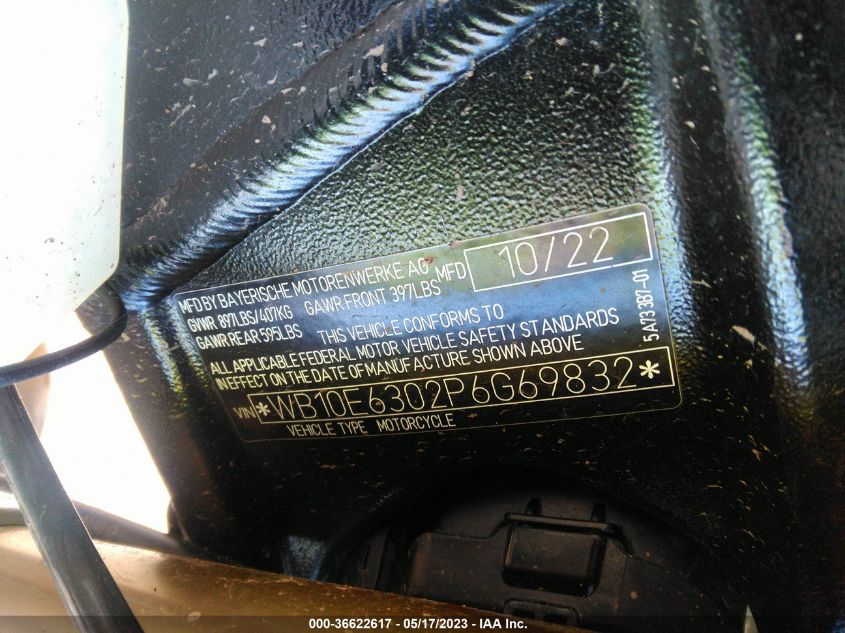 MFD BY BAYERISCHE MOTORENWERKE AG MFD 10/22
GVWR 897LBS/407KG GAWR FRONT 397LBS
GAWR REAR 595LBS THIS VEHICLE CONFORMS TO
ALL APPLICABLE FEDERAL MOTOR VEHICLE SAFETY STANDARDS
IN EFFECT ON THE DATE OF MANUFACTURE SHOWN ABOVE
VIN *WB10E6302P6G69832*
VEHICLE TYPE MOTORCYCLE
5A733B7-01
000-36622617 - 05/17/2023 - IAA Inc.